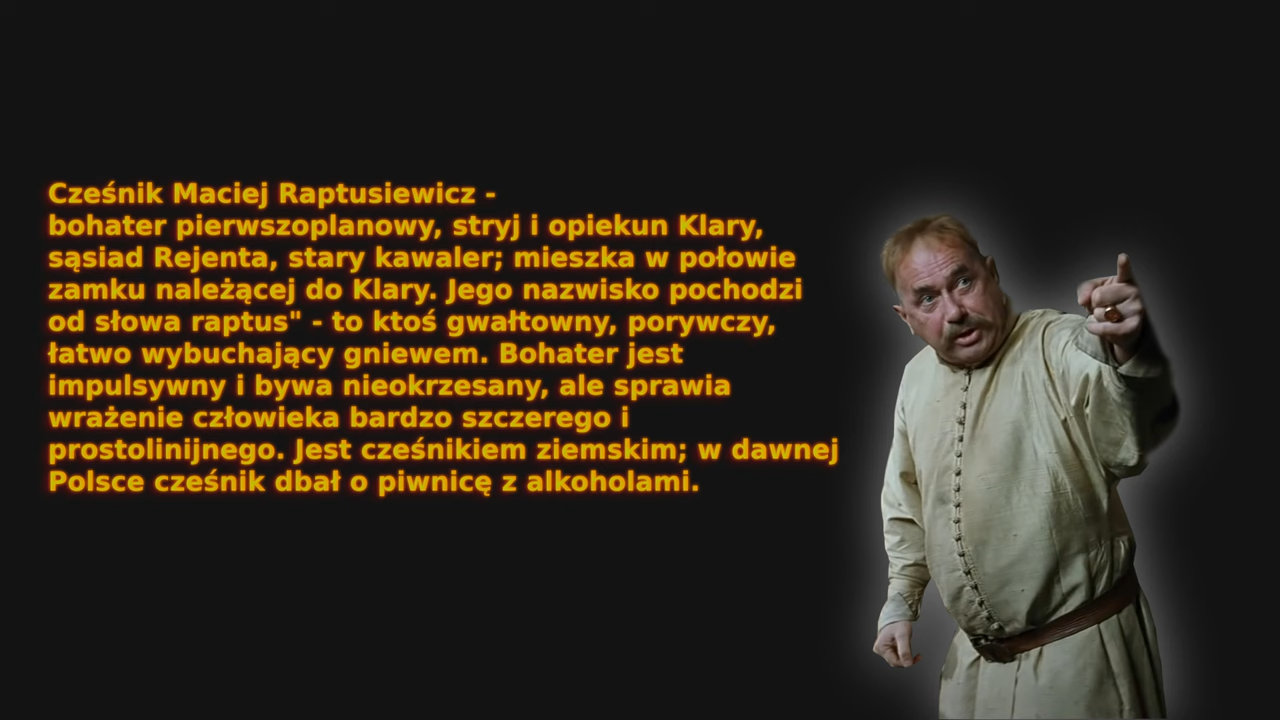 Cześnik Maciej Raptusiewicz -
bohater pierwszoplanowy, stryj i opiekun Klary,
sąsiad Rejenta, stary kawaler; mieszka w połowie
zamku należącej do Klary. Jego nazwisko pochodzi
od słowa raptus" - to ktoś gwałtowny, porywczy,
łatwo wybuchający gniewem. Bohater jest
impulsywny i bywa nieokrzesany, ale sprawia
wrażenie człowieka bardzo szczerego i
prostolinijnego. Jest cześnikiem ziemskim; w dawnej
Polsce cześnik dbał o piwnicę z alkoholami.